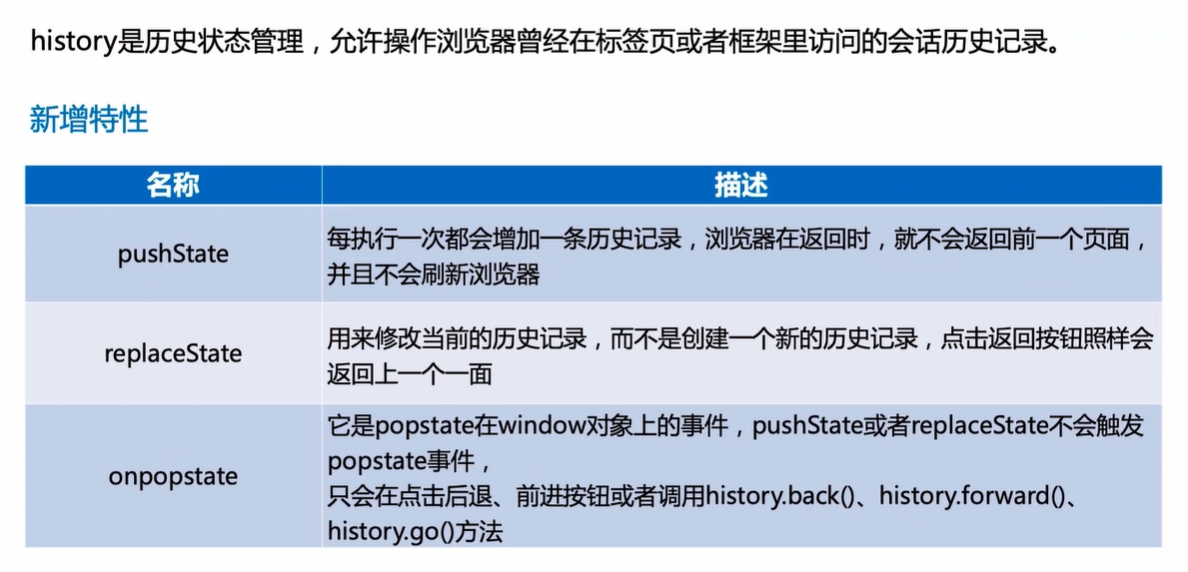 history是历史状态管理，允许操作浏览器曾经在标签页或者框架里访问的会话历史记录。
新增特性
名称
描述
pushState
每执行一次都会增加一条历史记录，浏览器在返回时，就不会返回前一个页面，
并且不会刷新浏览器
replaceState
用来修改当前的历史记录，而不是创建一个新的历史记录，点击返回按钮照样会
返回上一个一面
onpopstate
它是popstate在window对象上的事件，pushState或者replaceState不会触发
popstate事件，
只会在点击后退、前进按钮或者调用history.back()、history.forward()、
history.go()方法